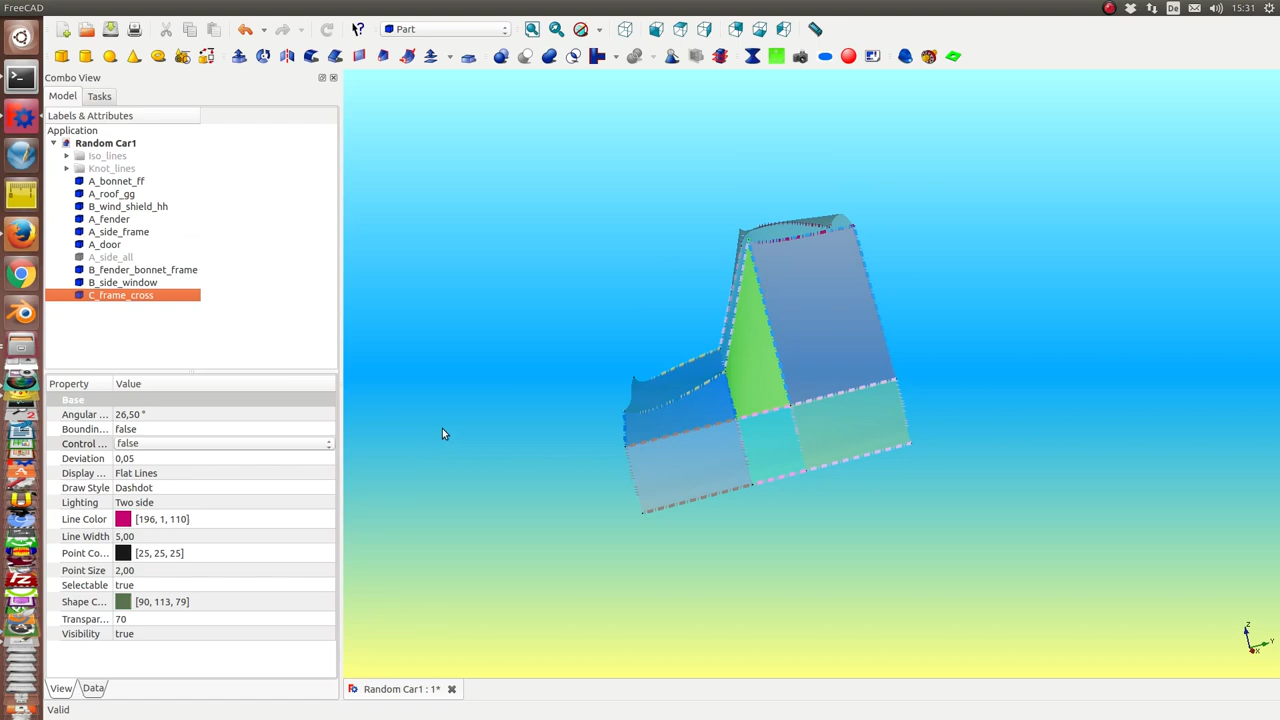 FreeCAD
De
15:31
Part
Combo View
Model
Tasks
Labels & Attributes
Application
Random Car1
Iso_lines
Knot_lines
A_bonnet_ff
A_roof_gg
B_wind_shield_hh
A_fender
A_side_frame
A_door
A_side_all
B_fender_bonnet_frame
B_side_window
C_frame_cross
Property Value
Base
Angular ... 26,50 °
Boundin... false
Control ... false
Deviation 0,05
Display ... Flat Lines
Draw Style Dashdot
Lighting Two side
Line Color [196, 1, 110]
Line Width 5,00
Point Co... [25, 25, 25]
Point Size 2,00
Selectable true
Shape C... [90, 113, 79]
Transpar... 70
Visibility true
View Data
Random Car1 : 1*
Valid
Z
Y
X